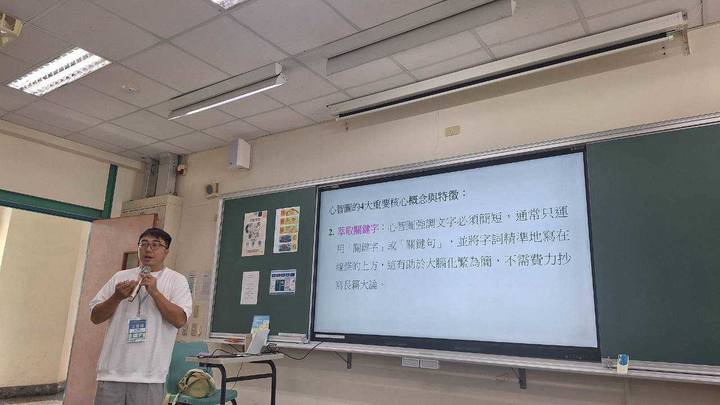 心智圖的4大重要核心概念與特徵：
2. 萃取關鍵字：心智圖強調文字必須簡短，通常只運
用「關鍵字」或「關鍵句」，並將字詞精準地寫在
線條的上方，這有助於大腦化繁為簡，不需費力抄
寫長篇大論。